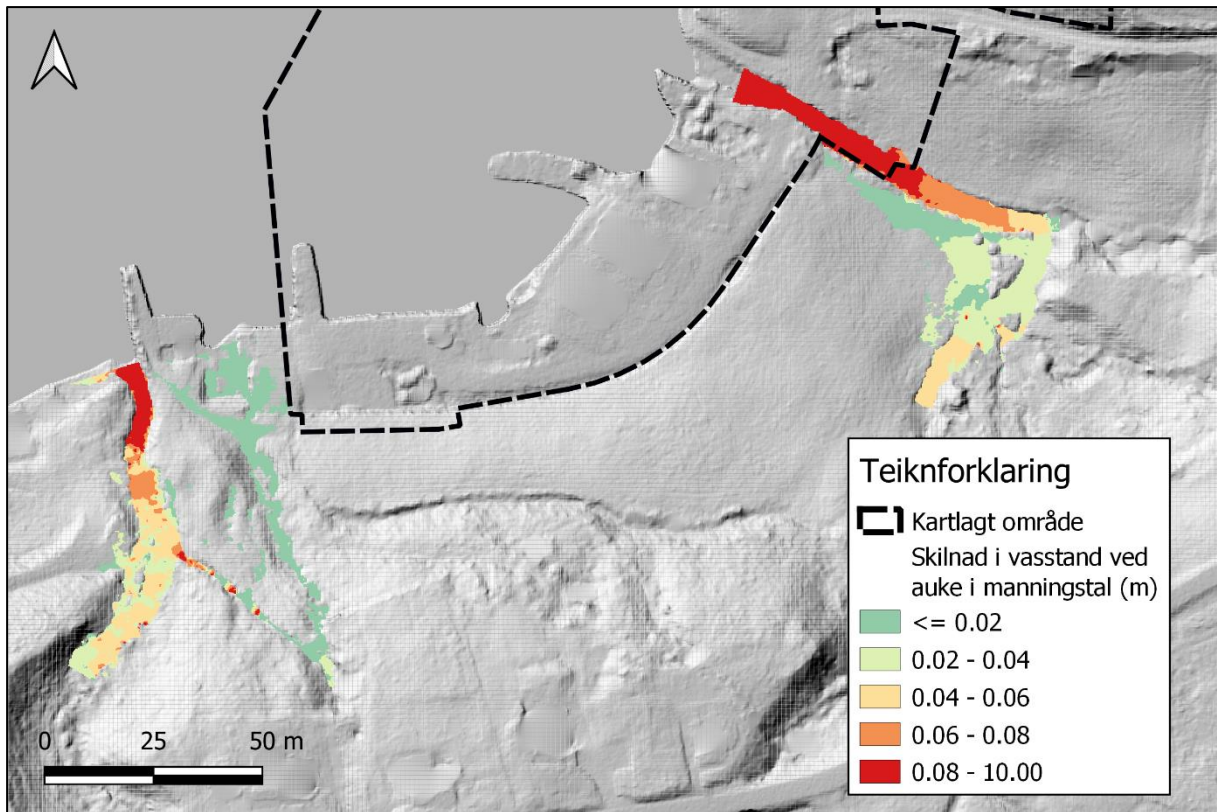 Teiknforklaring
Kartlagt område
Skilnad i vasstand ved
auke i manningstal (m)
<= 0.02
0.02 - 0.04
0.04 - 0.06
0.06 - 0.08
0.08 - 10.00
0 25 50 m